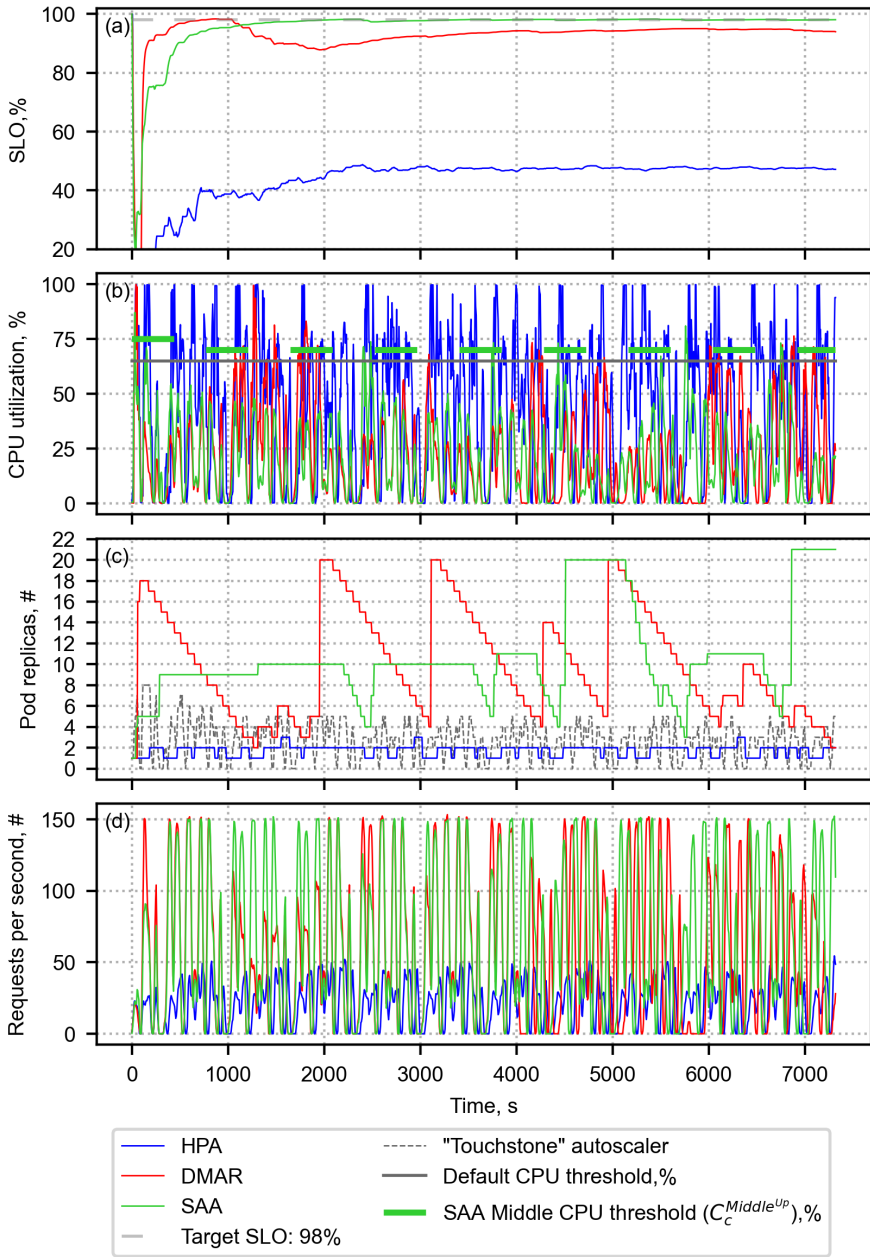 (a)
SLO,%
100
80
60
40
20
(b)
CPU utilization, %
100
75
50
25
0
(c)
Pod replicas, #
22
20
18
16
14
12
10
8
6
4
2
0
(d)
Requests per second, #
150
100
50
0
0 1000 2000 3000 4000 5000 6000 7000
Time, s
HPA
DMAR
SAA
Target SLO: 98%
"Touchstone" autoscaler
Default CPU threshold,%
SAA Middle CPU threshold (C_c^{Middle^{Up}}),%